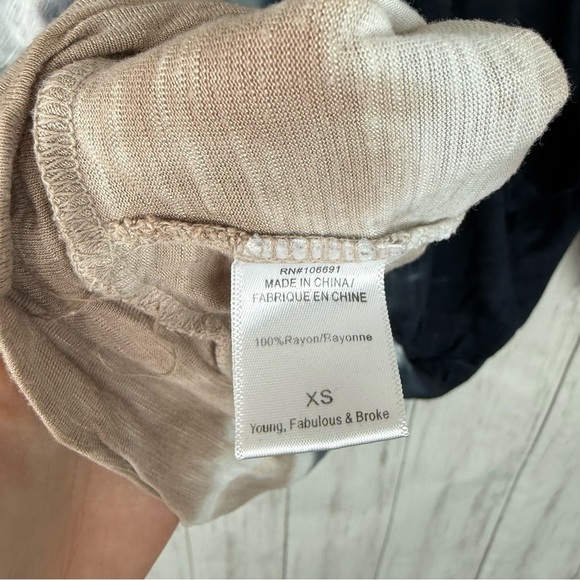 RN#106691
MADE IN CHINA/
FABRIQUE EN CHINE
100%Rayon/Rayonne
XS
Young, Fabulous & Broke